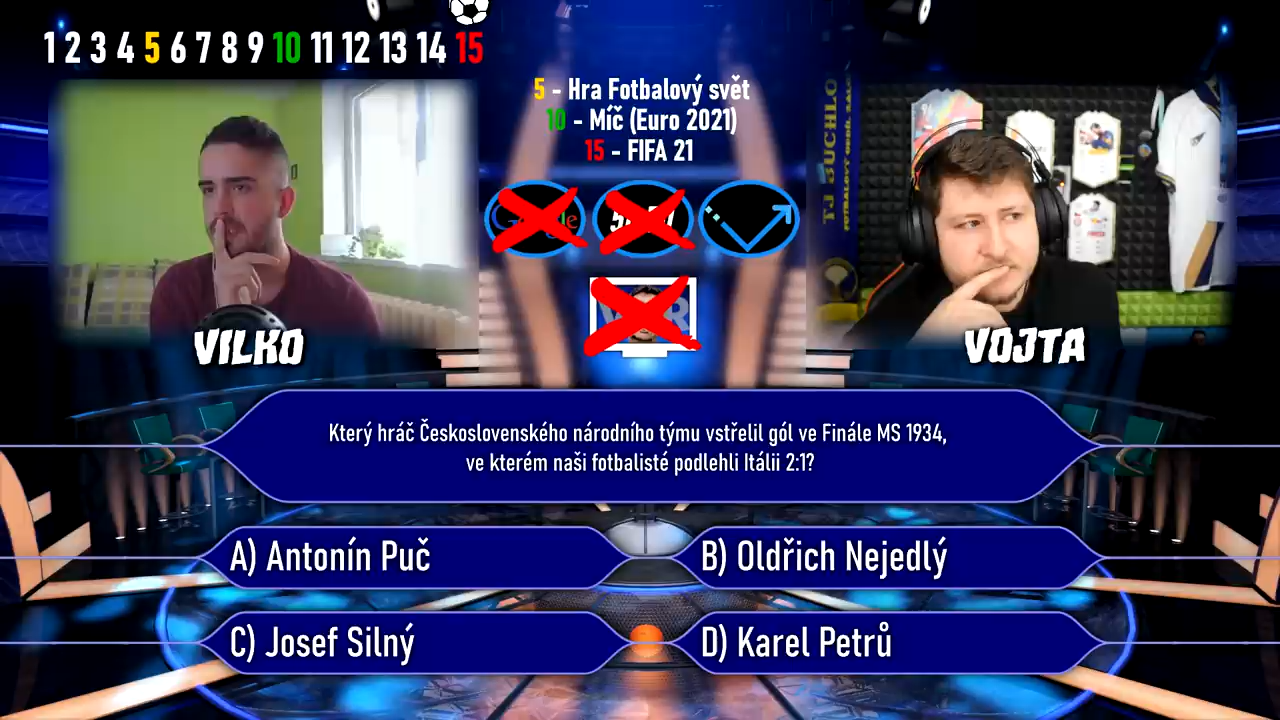 1 2 3 4 5 6 7 8 9 10 11 12 13 14 15
5 - Hra Fotbalový svět
10 - Míč (Euro 2021)
15 - FIFA 21
TJ BUCHLO
VILKO
VOJTA
Který hráč Československého národního týmu vstřelil gól ve Finále MS 1934,
ve kterém naši fotbalisté podlehli Itálii 2:1?
A) Antonín Puč
B) Oldřich Nejedlý
C) Josef Silný
D) Karel Petrů